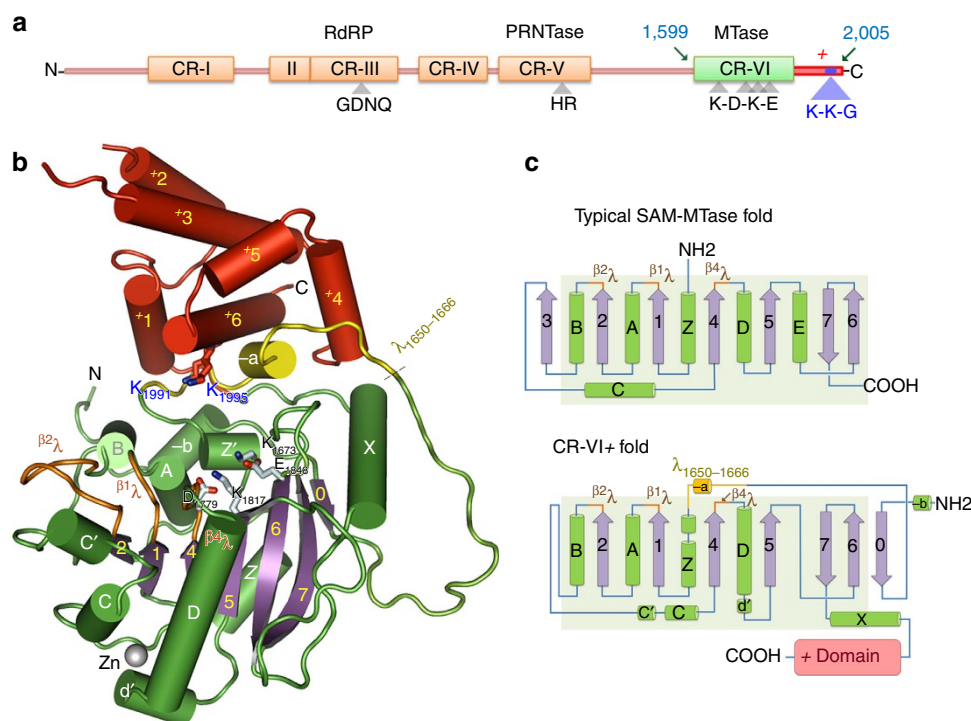 a
RdRP PRNTase 1,599 MTase + 2,005
N- CR-I II CR-III CR-IV CR-V CR-VI -C
GDNQ HR K-D-K-E K-K-G
b
+2
+3
+5
+1
+6
C
+4
–a
λ1650–1666
N
K1991
K1995
B
A
–b
Z′
K1673
E1848
X
β2λ
β1λ
D1779
K1817
0
6
C′
2
1
4
β4λ
5
Z
7
C
D
Zn
d′
c
Typical SAM-MTase fold
NH2
β2λ β1λ β4λ
3 B 2 A 1 Z 4 D 5 E 7 6
C
COOH
CR-VI+ fold
λ1650–1666
β2λ β1λ –a β4λ –b NH2
B 2 A 1 Z 4 D 5 7 6 0
C′ C d′
X
COOH + Domain